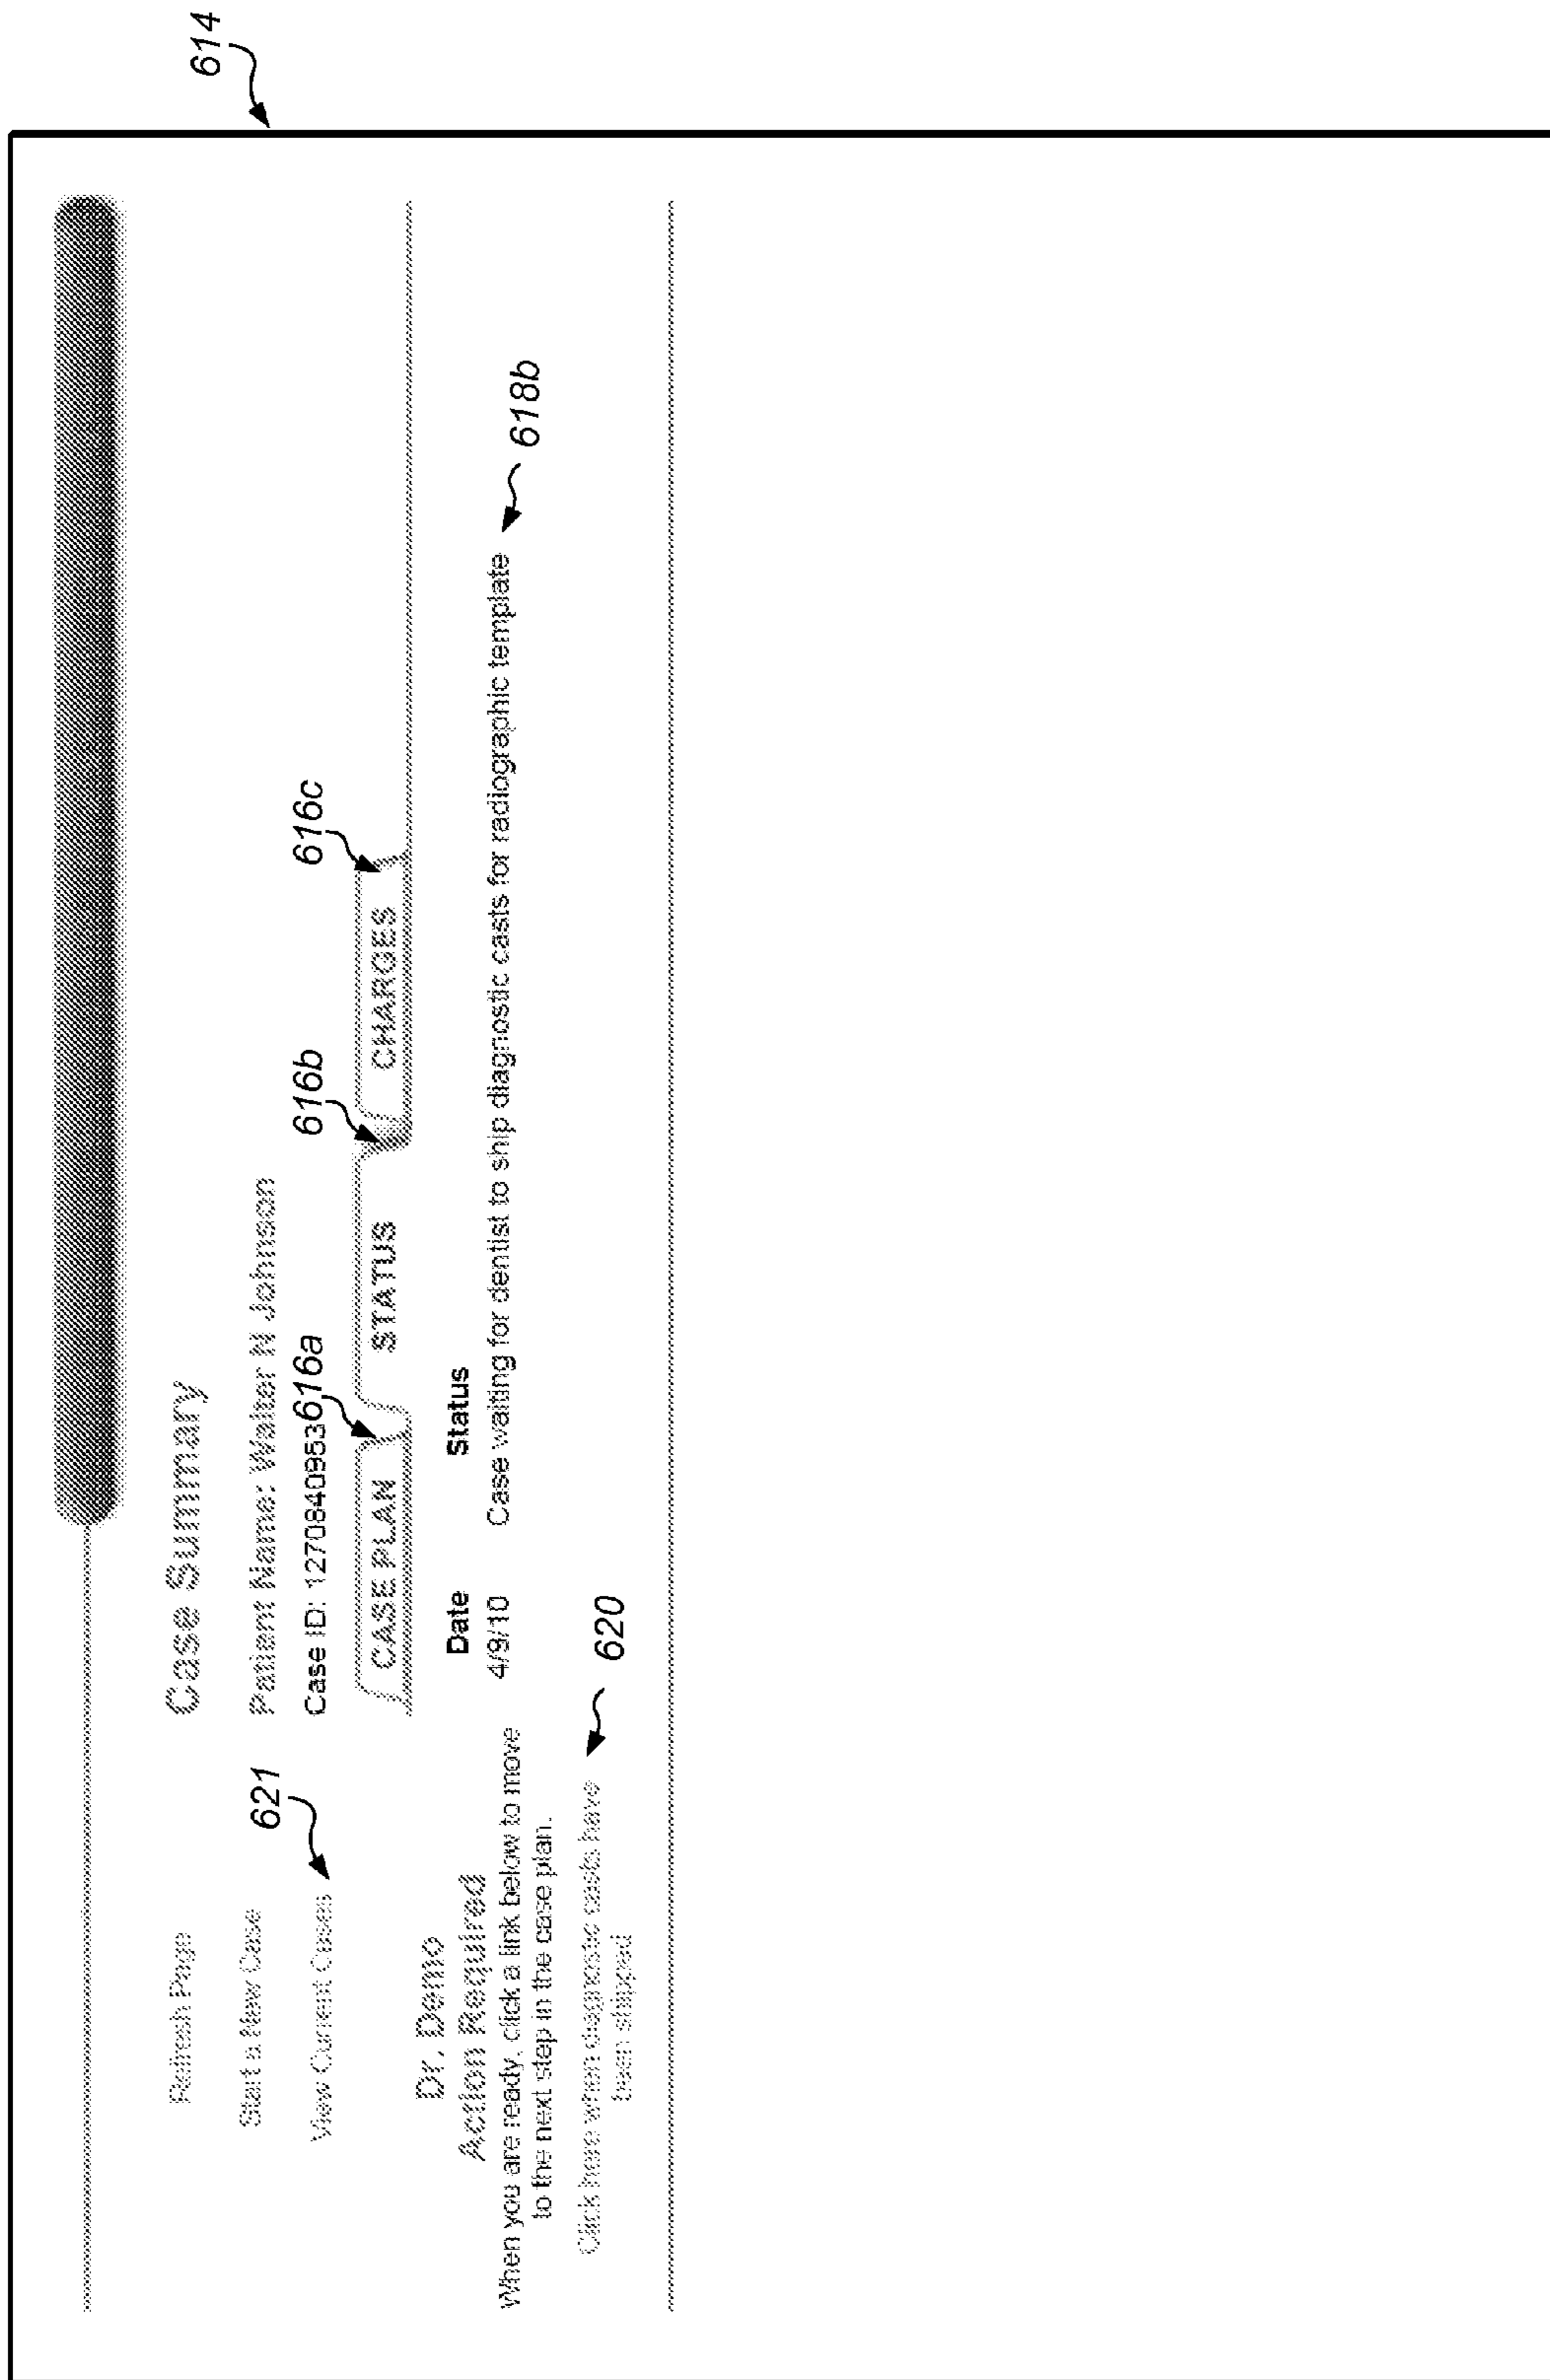 614
Refresh Page
Start a New Case
621
View Current Cases
Dr. Demo
Action Required
When you are ready, click a link below to move
to the next step in the case plan.
Click here when diagnostic casts have
been shipped
620
Case Summary
Patient Name: Walter N Johnson
Case ID: 1270840983
616a
616b
616c
CASE PLAN
STATUS
CHARGES
Date
Status
4/9/10
Case waiting for dentist to ship diagnostic casts for radiographic template
618b